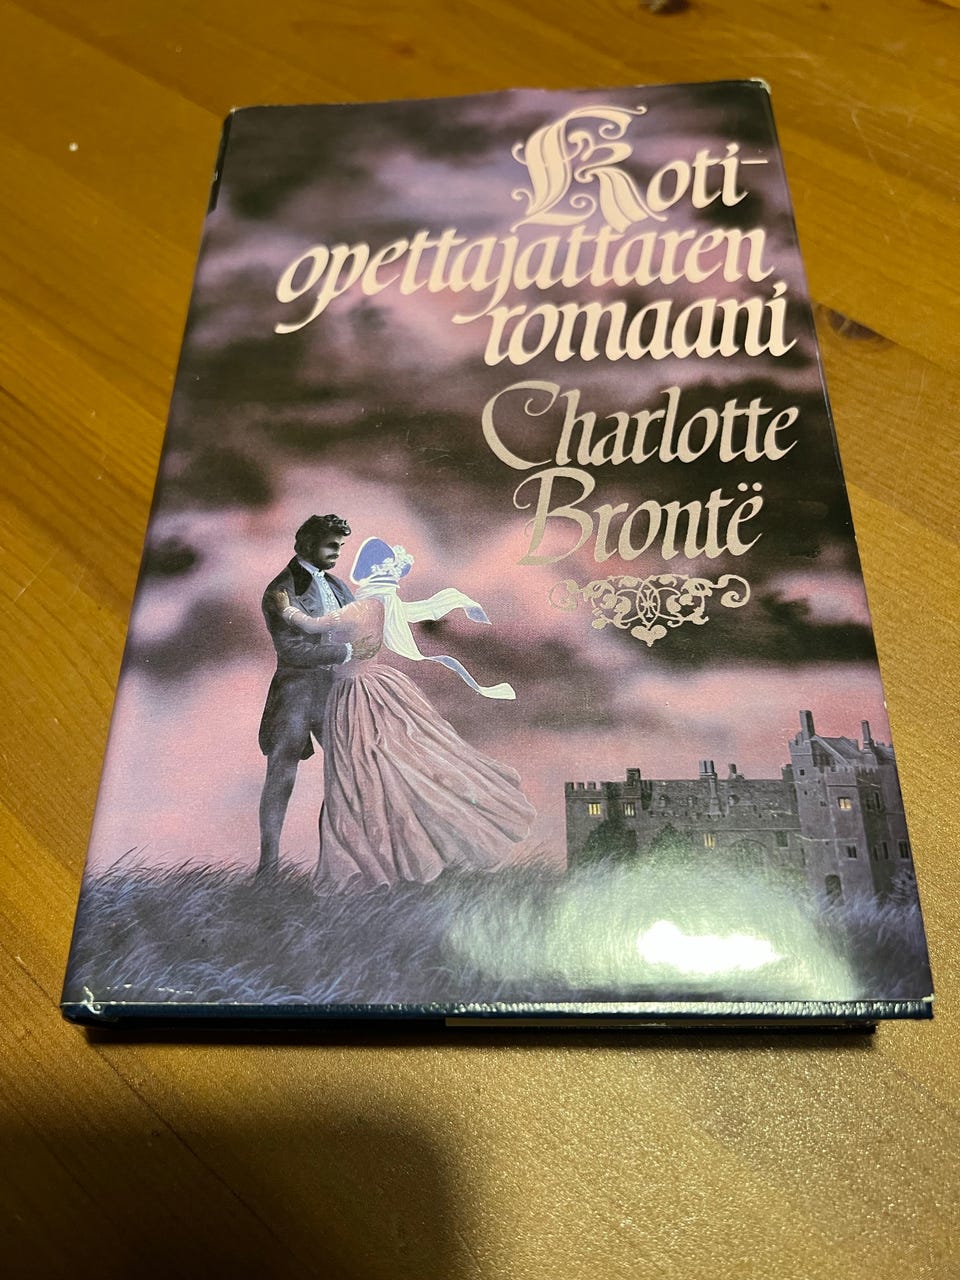 Koti-
opettajattaren
romaani
Charlotte
Brontë